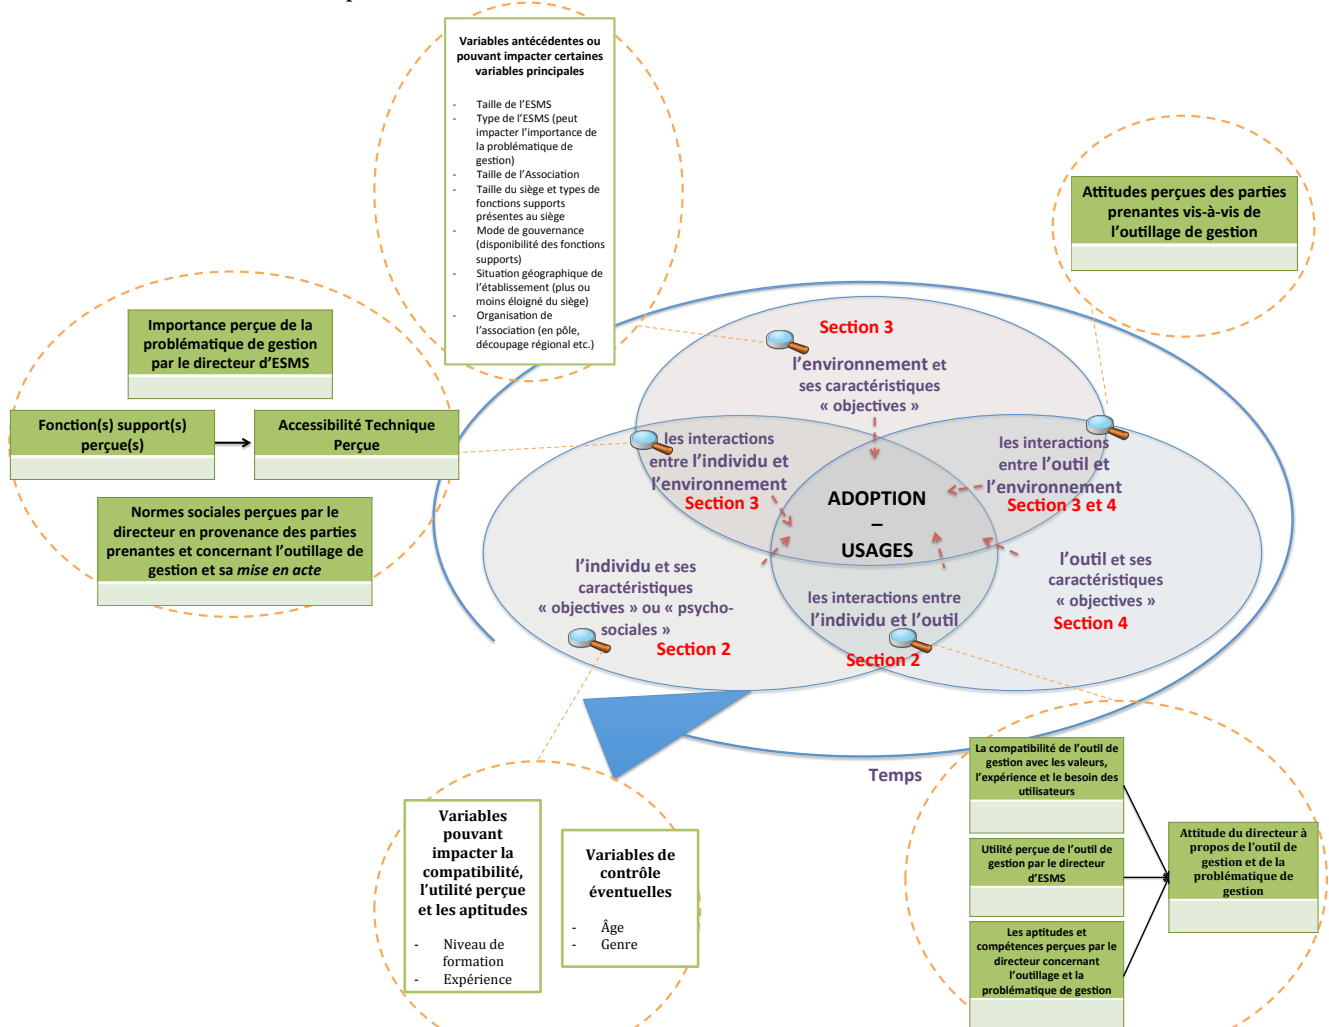 Variables antécédentes ou
pouvant impacter certaines
variables principales
- Taille de l'ESMS
- Type de l'ESMS (peut
impacter l'importance de
la problématique de
gestion)
- Taille de l'Association
- Taille du siège et types de
fonctions supports
présentes au siège
- Mode de gouvernance
(disponibilité des fonctions
supports)
- Situation géographique de
l'établissement (plus ou
moins éloigné du siège)
- Organisation de
l'association (en pôle,
découpage régional etc.)
Attitudes perçues des parties
prenantes vis-à-vis de
l'outillage de gestion
Importance perçue de la
problématique de gestion
par le directeur d'ESMS
Fonction(s) support(s)
perçue(s)
Accessibilité Technique
Perçue
Normes sociales perçues par le
directeur en provenance des parties
prenantes et concernant l'outillage de
gestion et sa mise en acte
Section 3
l'environnement et
ses caractéristiques
« objectives »
les interactions
entre l'individu et
l'environnement
Section 3
les interactions
entre l'outil et
l'environnement
Section 3 et 4
ADOPTION
–
USAGES
l'individu et ses
caractéristiques
« objectives » ou « psycho-
sociales »
Section 2
les interactions entre
l'individu et l'outil
Section 2
l'outil et ses
caractéristiques
« objectives »
Section 4
Temps
Variables
pouvant
impacter la
compatibilité,
l'utilité perçue
et les aptitudes
- Niveau de
formation
- Expérience
Variables de
contrôle
éventuelles
- Âge
- Genre
La compatibilité de l'outil de
gestion avec les valeurs,
l'expérience et le besoin des
utilisateurs
Utilité perçue de l'outil de
gestion par le directeur
d'ESMS
Les aptitudes et
compétences perçues par le
directeur concernant
l'outillage et la
problématique de gestion
Attitude du directeur à
propos de l'outil de
gestion et de la
problématique de
gestion